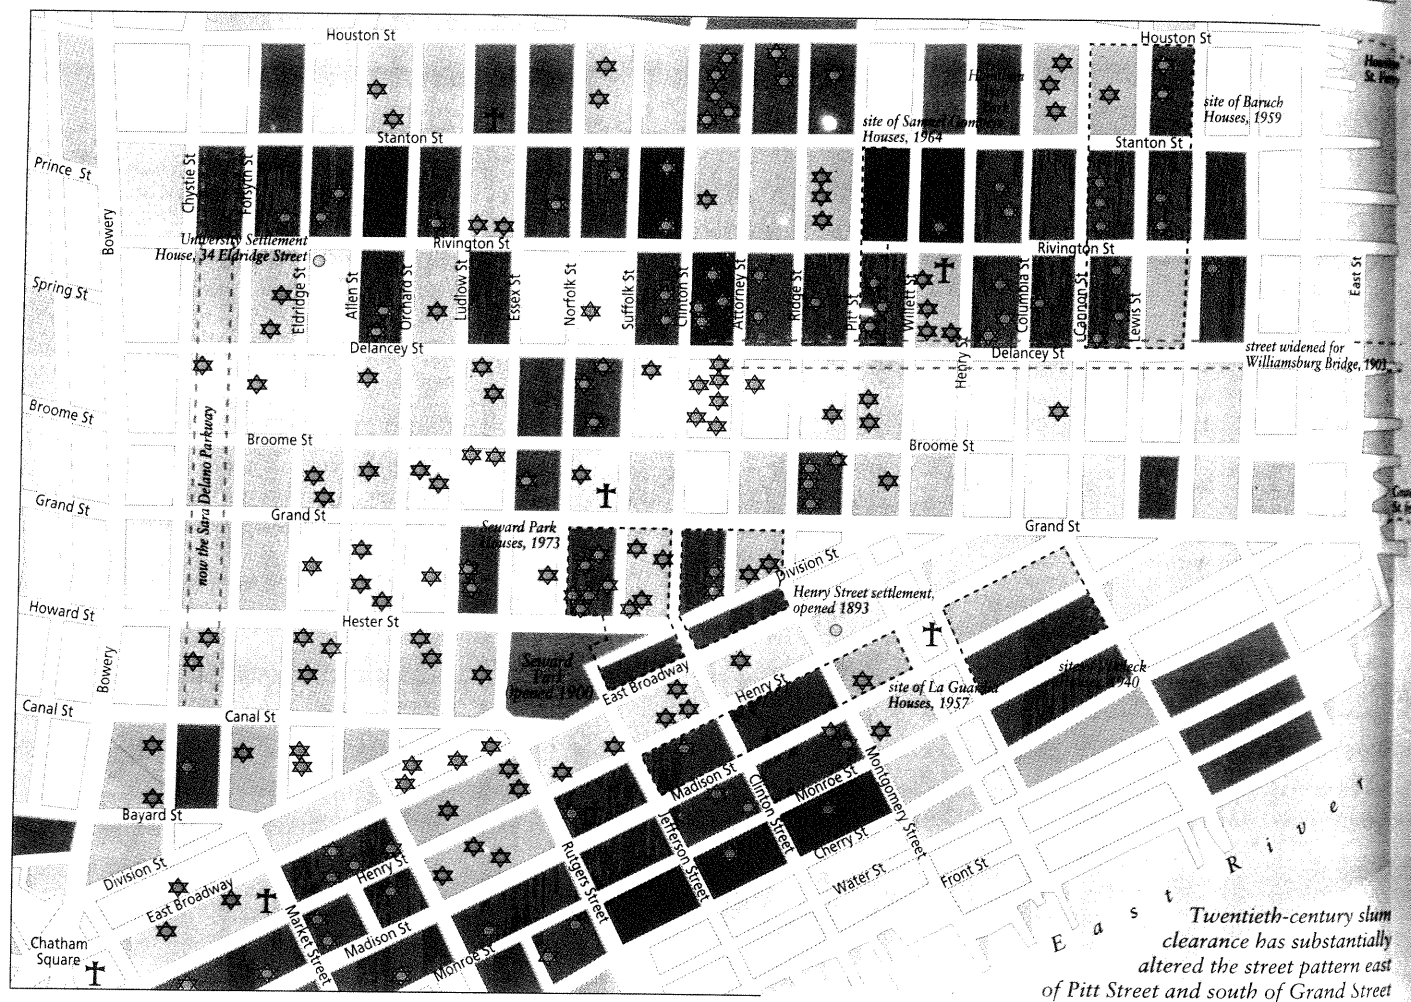 Houston St
Houston St
site of Baruch
Houses, 1959
site of Samuel Gompers
Houses, 1964
Stanton St
Stanton St
Prince St
Chystie St
Forsyth St
Bowery
University Settlement
House, 34 Eldridge Street
Rivington St
Rivington St
Spring St
Eldridge St
Allen St
Orchard St
Ludlow St
Essex St
Norfolk St
Suffolk St
Clinton St
Attorney St
Ridge St
Pitt St
Willett St
Columbia St
Cannon St
Lewis St
East St
Delancey St
Henry St
Delancey St
street widened for
Williamsburg Bridge, 1903
Broome St
now the Sara Delano Parkway
Broome St
Broome St
Grand St
Grand St
Grand St
Seward Park
Houses, 1973
Division St
Henry Street settlement,
opened 1893
Howard St
Hester St
Bowery
Seward
Park
opened 1900
East Broadway
Henry St
site of
1940
site of La Guardia
Houses, 1957
Canal St
Canal St
Madison St
Clinton Street
Monroe St
Montgomery Street
Bayard St
Jefferson Street
Cherry St
Division St
Henry St
Rutgers Street
Water St
Front St
East River
East Broadway
Market Street
Madison St
Monroe St
Chatham
Square
Twentieth-century slum
clearance has substantially
altered the street pattern east
of Pitt Street and south of Grand Street